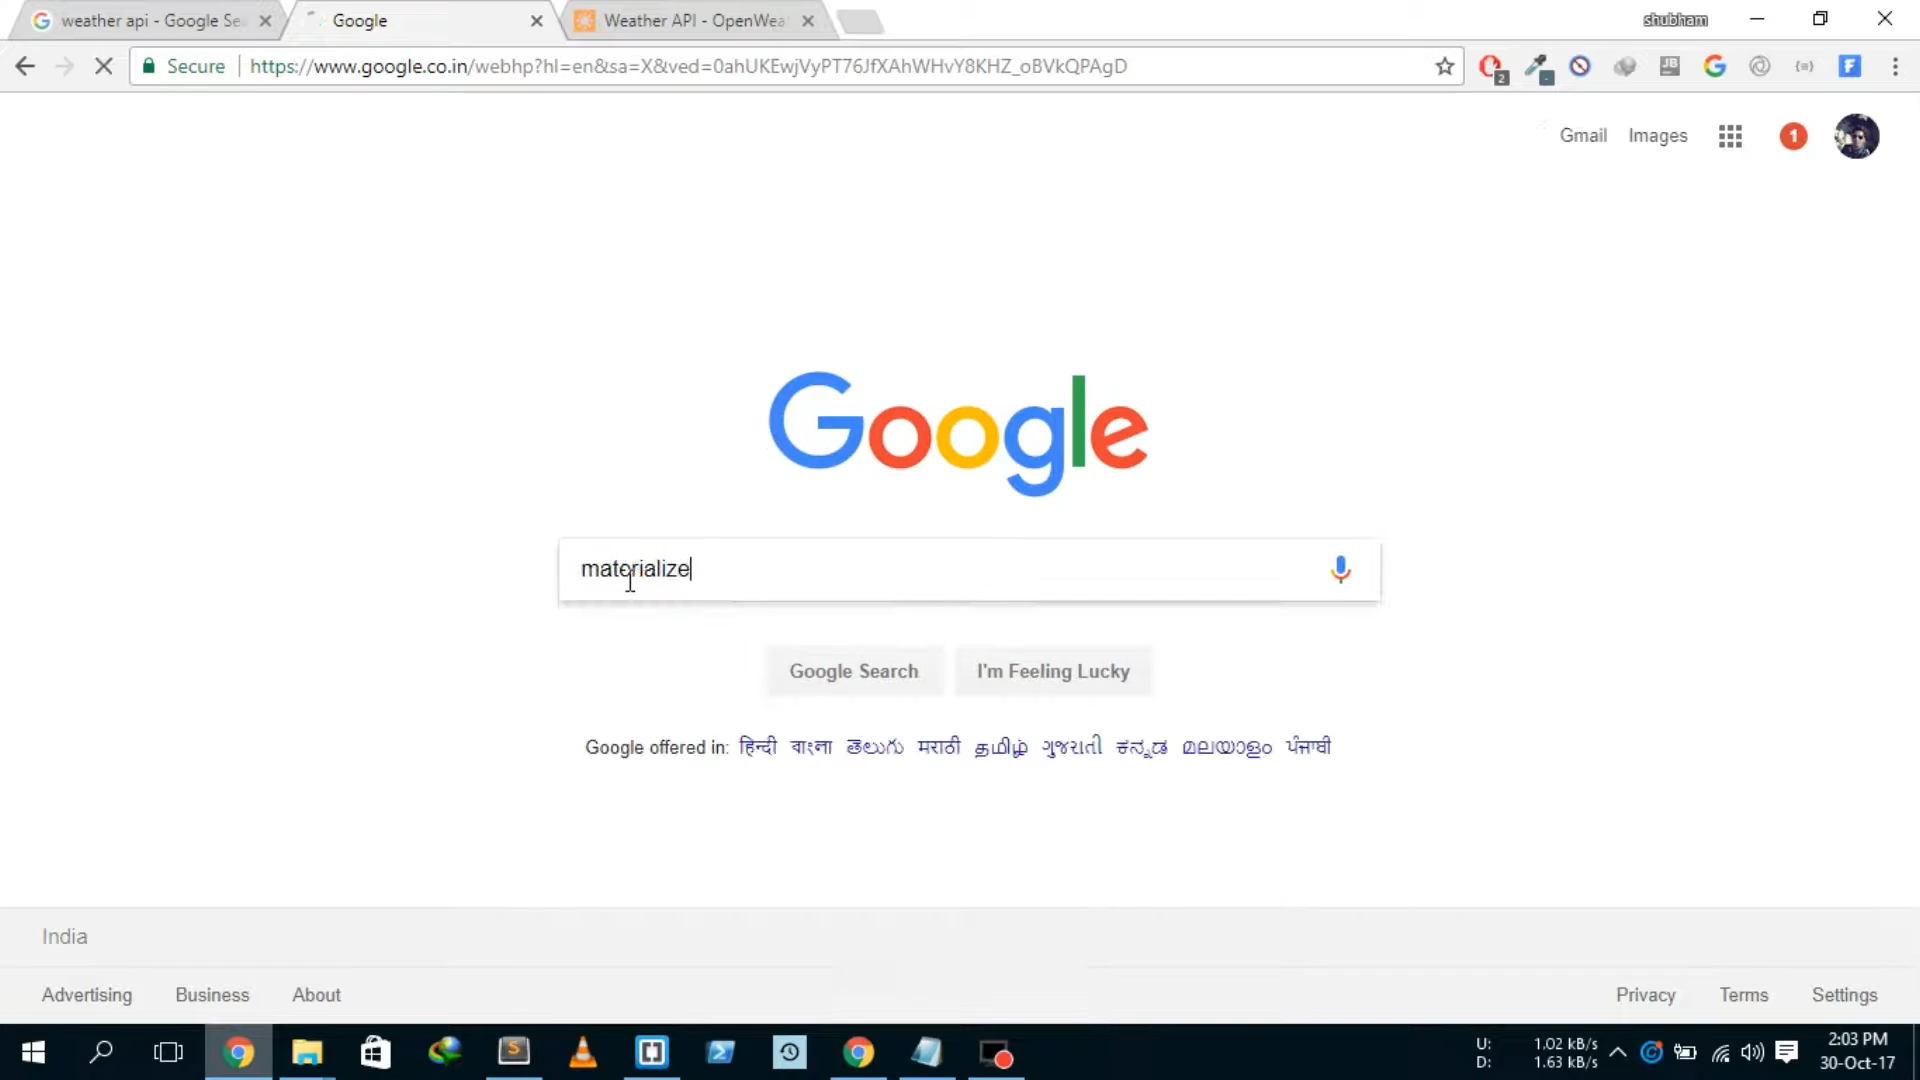 weather api - Google Se
Google
Weather API - OpenWea
shubham
Secure
https://www.google.co.in/webhp?hl=en&sa=X&ved=0ahUKEwjVyPT76JfXAhWHvY8KHZ_oBVkQPAgD
2
JB
G
F
Gmail
Images
1
Google
materialize
Google Search
I'm Feeling Lucky
Google offered in: हिन्दी বাংলা తెలుగు मराठी தமிழ் ગુજરાતી ಕನ್ನಡ മലയാളം ਪੰਜਾਬੀ
India
Advertising
Business
About
Privacy
Terms
Settings
S
U: 1.02 kB/s
D: 1.63 kB/s
2:03 PM
30-Oct-17